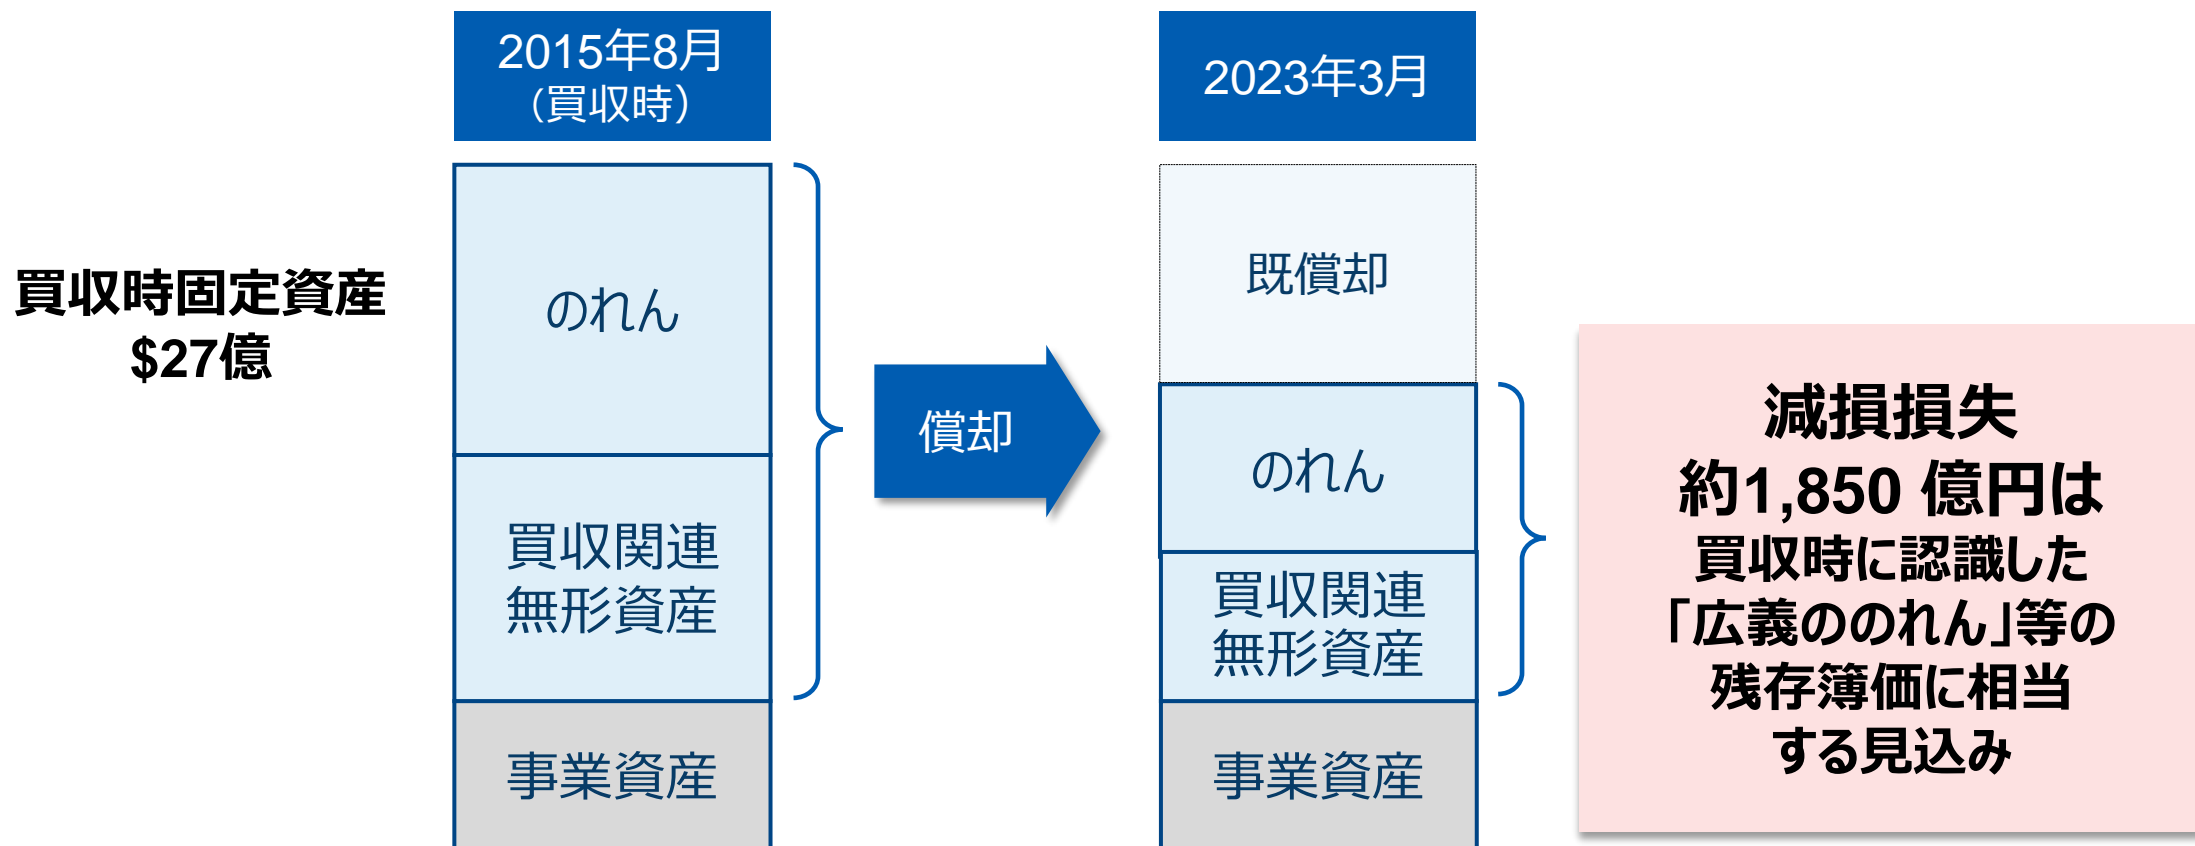 2015年8月
（買収時）
2023年3月
買収時固定資産
$27億
のれん
買収関連
無形資産
事業資産
償却
既償却
のれん
買収関連
無形資産
事業資産
減損損失
約1,850 億円は
買収時に認識した
「広義ののれん」等の
残存簿価に相当
する見込み